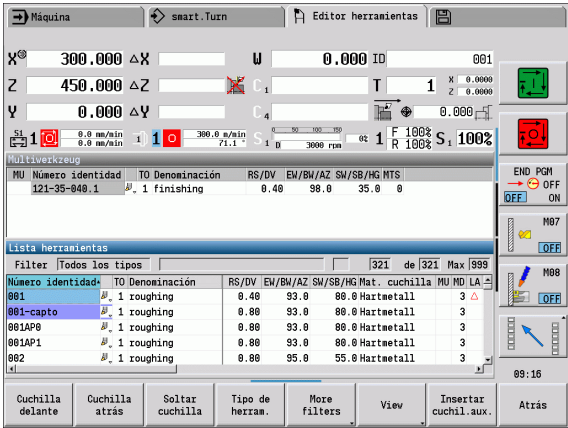 Máquina smart.Turn Editor herramientas
X 300.000 ΔX W 0.000 ID 001
Z 450.000 ΔZ C 1 T 1 X 0.0000 Z 0.0000
Y 0.000 ΔY C 4 0.000
S1 1 0.0 mm/min 0.0 mm/min 1 1 300.0 m/min 71.1 ° S 1 0 50 100 150 D 3000 rpm 0% 1 F 100% R 100% S 1 100%
Multiwerkzeug
MU Número identidad TO Denominación RS/DV EW/BW/AZ SW/SB/HG MTS
121-35-040.1 1 finishing 0.40 98.0 35.0 0
Lista herramientas
Filter Todos los tipos 321 de 321 Max 999
Número identidad TO Denominación RS/DV EW/BW/AZ SW/SB/HG Mat. cuchilla MU MD LA
001 1 roughing 0.40 93.0 80.0 Hartmetall 3
001-capto 1 roughing 0.80 93.0 80.0 Hartmetall 3
001AP0 1 roughing 0.80 93.0 80.0 Hartmetall 3
001AP1 1 roughing 0.80 93.0 80.0 Hartmetall 3
002 1 roughing 0.80 95.0 55.0 Hartmetall 3
END PGM
OFF
OFF ON
M07
OFF
M08
OFF
09:16
Cuchilla delante
Cuchilla atrás
Soltar cuchilla
Tipo de herram.
More filters
View
Insertar cuchil.aux.
Atrás